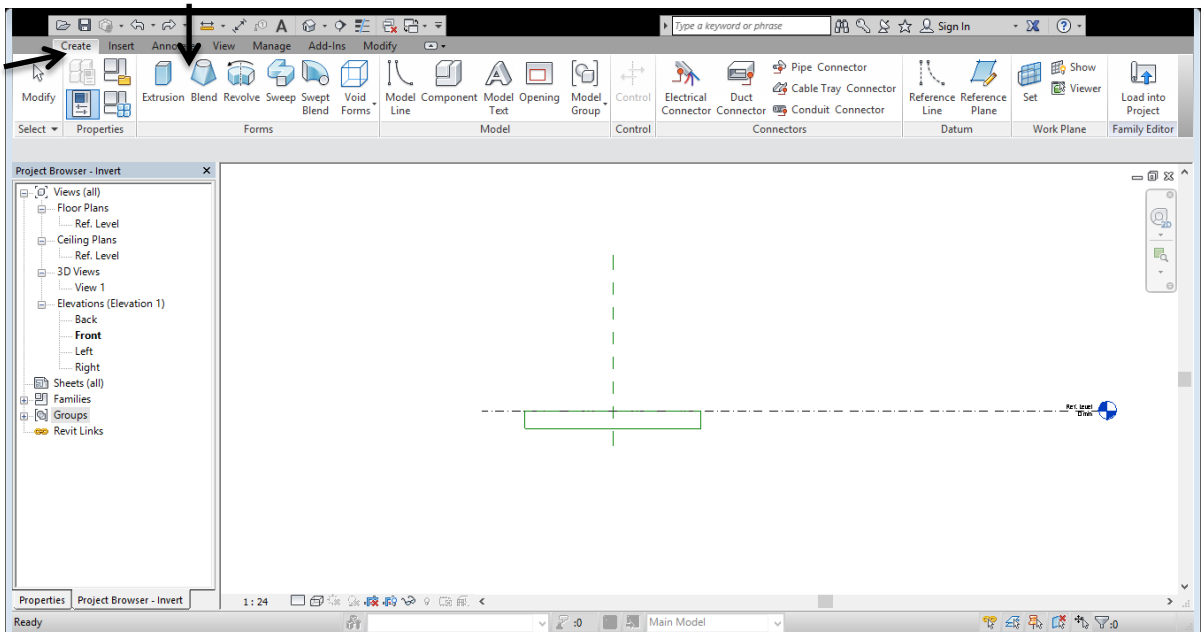 Type a keyword or phrase
Sign In
Create Insert View Manage Add-Ins Modify
Modify
Extrusion Blend Revolve Sweep Swept Blend Void Forms
Model Line Component Model Text Opening Model Group
Control
Electrical Connector Duct Connector
Pipe Connector
Cable Tray Connector
Conduit Connector
Reference Line Reference Plane
Set
Show
Viewer
Load into Project
Select Properties Forms Model Control Connectors Datum Work Plane Family Editor
Project Browser - Invert
Views (all)
Floor Plans
Ref. Level
Ceiling Plans
Ref. Level
3D Views
View 1
Elevations (Elevation 1)
Back
Front
Left
Right
Sheets (all)
Families
Groups
Revit Links
Ref. Level
Properties Project Browser - Invert
1 : 24
Ready
:0
Main Model
:0